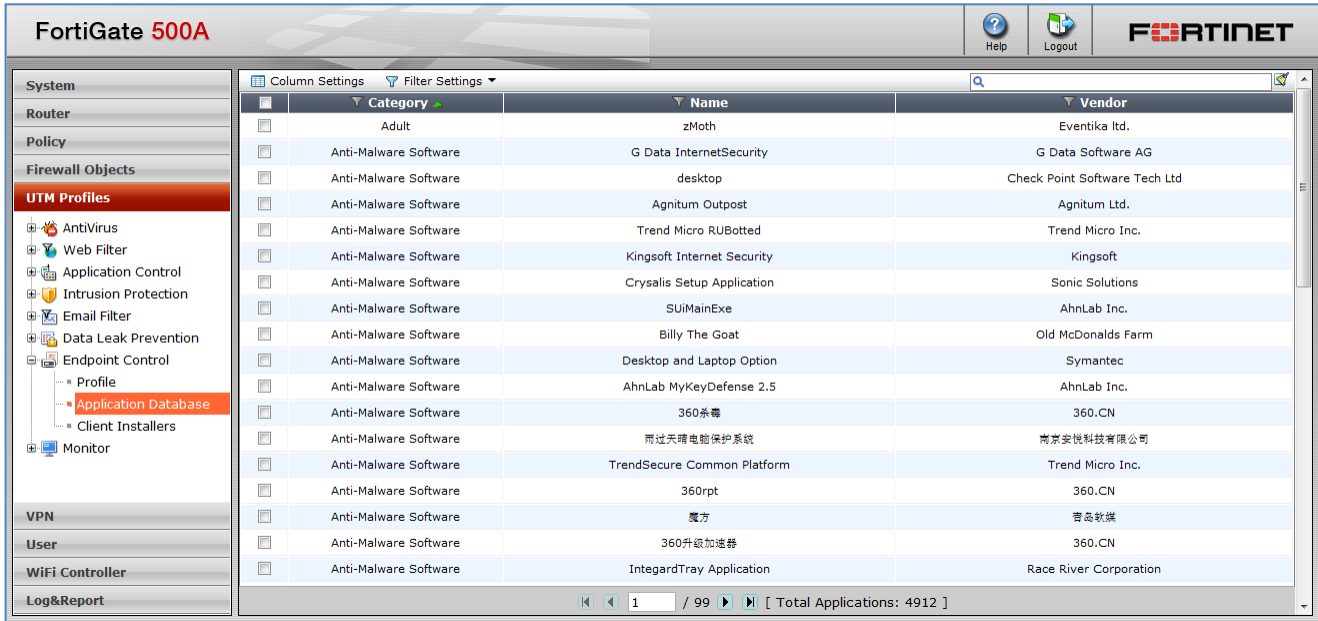 FortiGate 500A
Help
Logout
FORTINET
System
Router
Policy
Firewall Objects
UTM Profiles
AntiVirus
Web Filter
Application Control
Intrusion Protection
Email Filter
Data Leak Prevention
Endpoint Control
Profile
Application Database
Client Installers
Monitor
VPN
User
WiFi Controller
Log&Report
Column Settings Filter Settings
Category Name Vendor
Adult zMoth Eventika ltd.
Anti-Malware Software G Data InternetSecurity G Data Software AG
Anti-Malware Software desktop Check Point Software Tech Ltd
Anti-Malware Software Agnitum Outpost Agnitum Ltd.
Anti-Malware Software Trend Micro RUBotted Trend Micro Inc.
Anti-Malware Software Kingsoft Internet Security Kingsoft
Anti-Malware Software Crysalis Setup Application Sonic Solutions
Anti-Malware Software SUiMainExe AhnLab Inc.
Anti-Malware Software Billy The Goat Old McDonalds Farm
Anti-Malware Software Desktop and Laptop Option Symantec
Anti-Malware Software AhnLab MyKeyDefense 2.5 AhnLab Inc.
Anti-Malware Software 360杀毒 360.CN
Anti-Malware Software 雨过天晴电脑保护系统 南京安悦科技有限公司
Anti-Malware Software TrendSecure Common Platform Trend Micro Inc.
Anti-Malware Software 360rpt 360.CN
Anti-Malware Software 魔方 青岛软媒
Anti-Malware Software 360升级加速器 360.CN
Anti-Malware Software IntegardTray Application Race River Corporation
1 / 99 [ Total Applications: 4912 ]